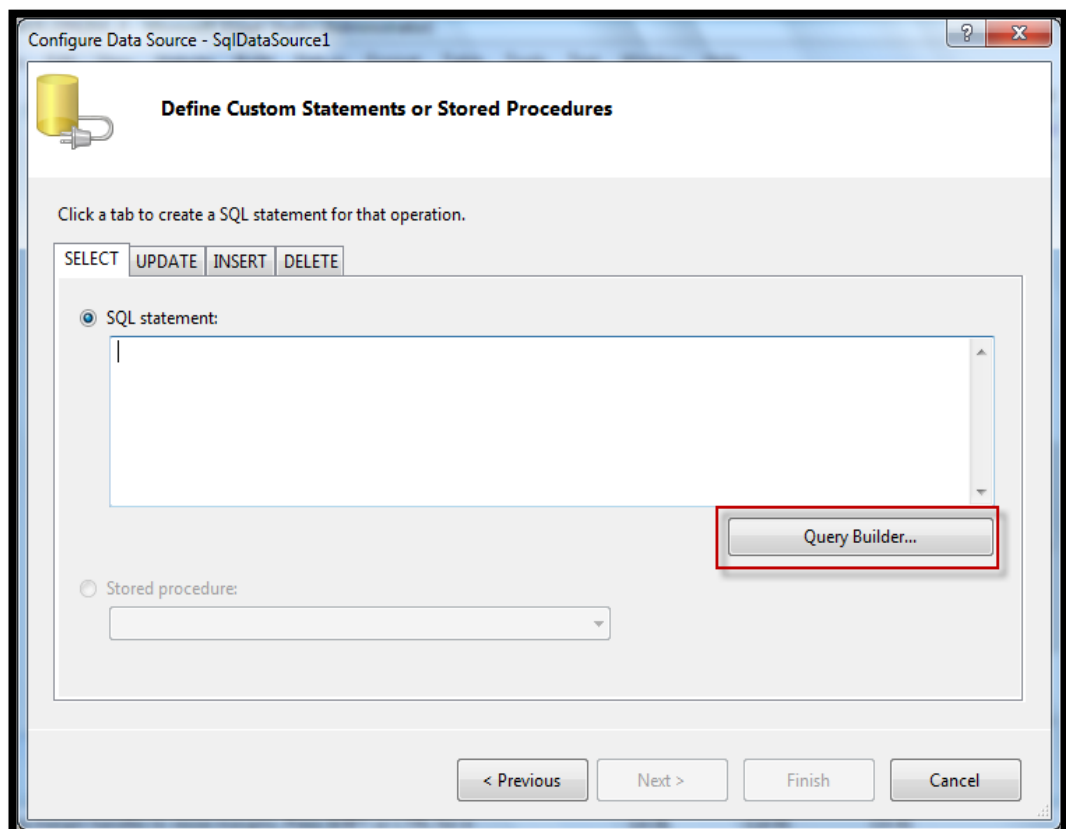 Configure Data Source - SqlDataSource1
Define Custom Statements or Stored Procedures
Click a tab to create a SQL statement for that operation.
SELECT UPDATE INSERT DELETE
SQL statement:
Query Builder...
Stored procedure:
< Previous Next > Finish Cancel